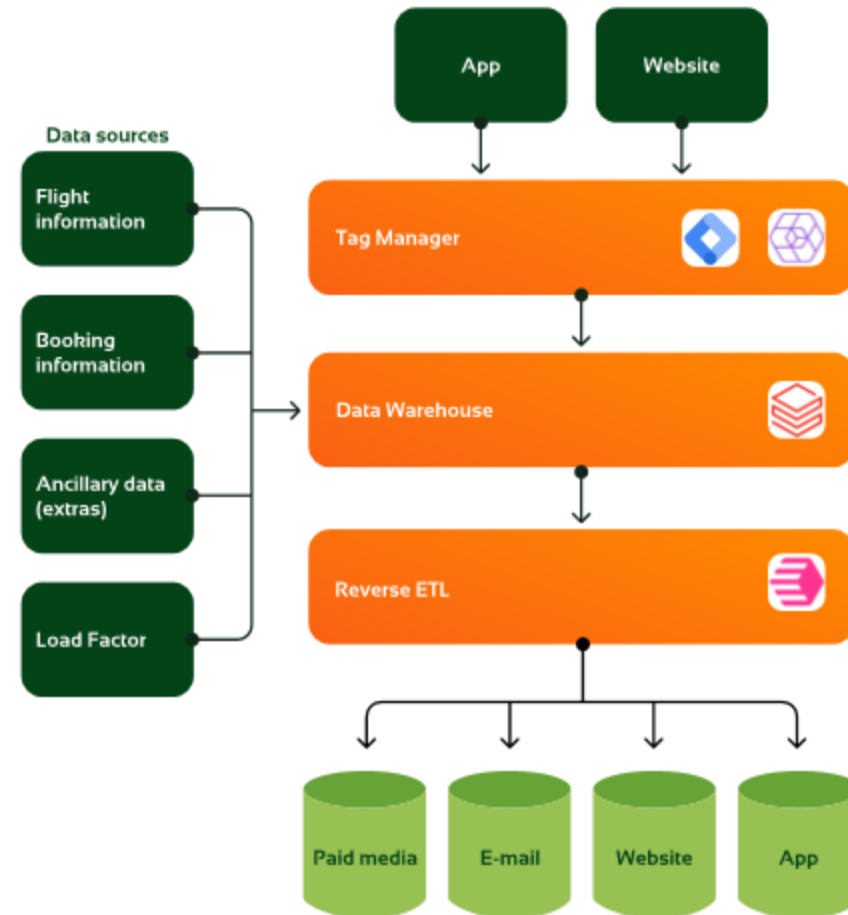 App
Website
Data sources
Flight
information
Tag Manager
Booking
information
Data Warehouse
Ancillary data
(extras)
Reverse ETL
Load Factor
Paid media
E-mail
Website
App